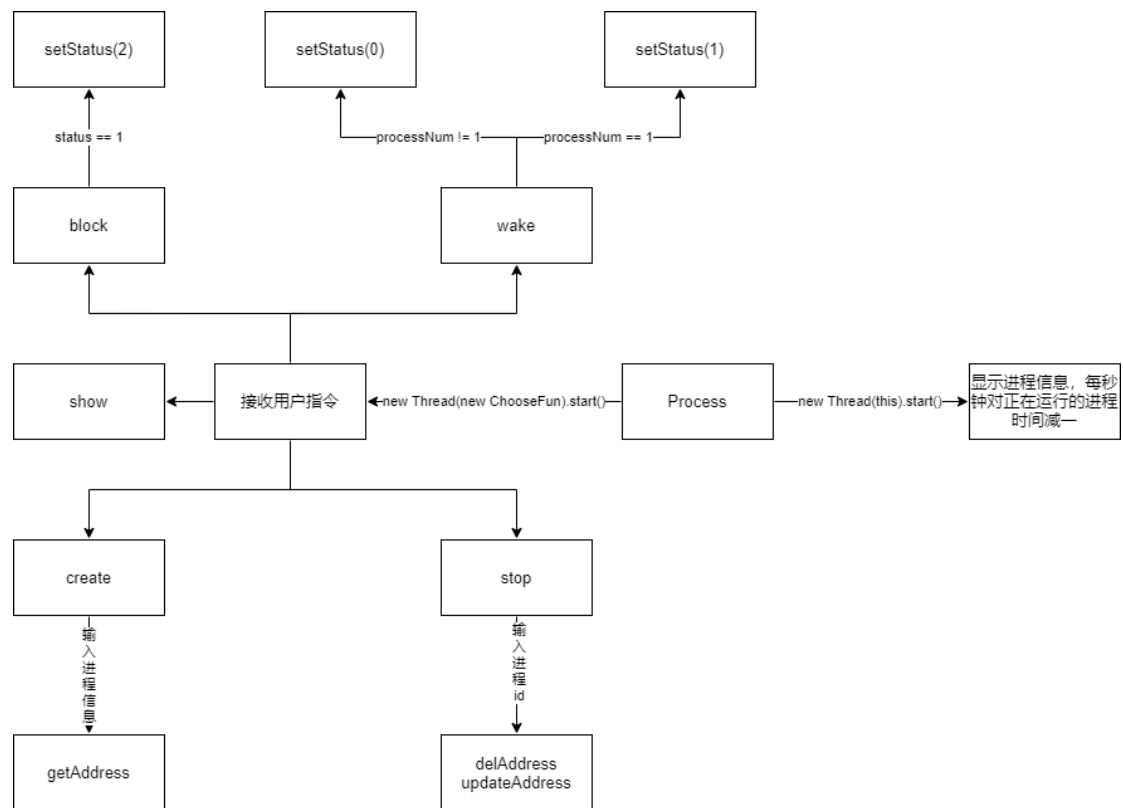 setStatus(2)
setStatus(0)
setStatus(1)
status == 1
processNum != 1
processNum == 1
block
wake
show
接收用户指令
new Thread(new ChooseFun).start()
Process
new Thread(this).start()
显示进程信息，每秒
钟对正在运行的进程
时间减一
create
stop
输
入
进
程
信
息
输
入
进
程
id
getAddress
delAddress
updateAddress